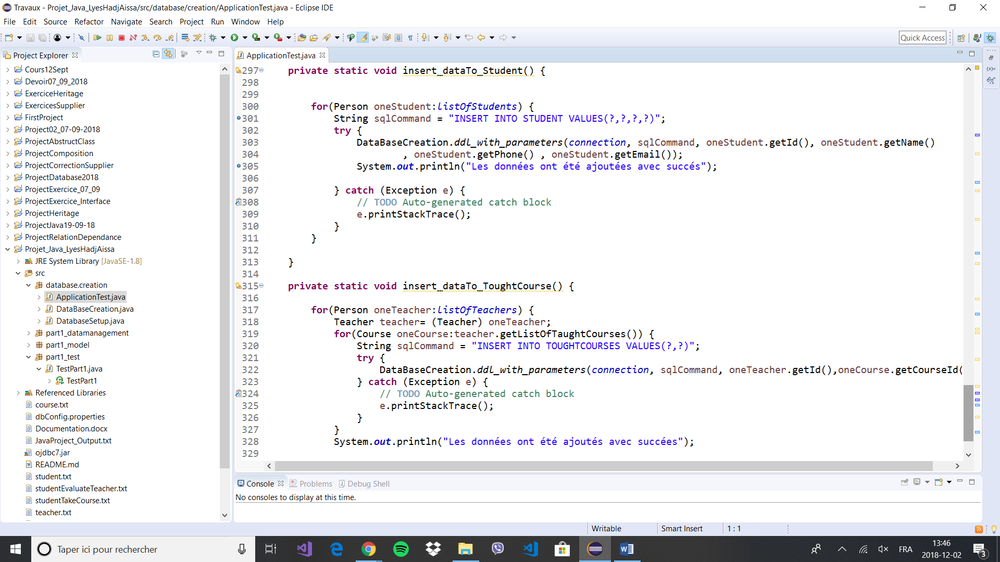 Travaux - Projet_Java_LyesHadjAissa/src/database/creation/ApplicationTest.java - Eclipse IDE
File Edit Source Refactor Navigate Search Project Run Window Help
Quick Access
Project Explorer
Cours12Sept
Devoir07_09_2018
ExerciceHeritage
ExercicesSupplier
FirstProject
Project02_07-09-2018
ProjectAbstructClass
ProjectComposition
ProjectCorrectionSupplier
ProjectDatabase2018
ProjectExercice_07_09
ProjectExercice_Interface
ProjectHeritage
ProjectJava19-09-18
ProjectRelationDependance
Projet_Java_LyesHadjAissa
JRE System Library [JavaSE-1.8]
src
database.creation
ApplicationTest.java
DataBaseCreation.java
DatabaseSetup.java
part1_datamanagement
part1_model
part1_test
TestPart1.java
TestPart1
Referenced Libraries
course.txt
dbConfig.properties
Documentation.docx
JavaProject_Output.txt
ojdbc7.jar
README.md
student.txt
studentEvaluateTeacher.txt
studentTakeCourse.txt
teacher.txt
ApplicationTest.java
297 private static void insert_dataTo_Student() {
298
299
300 for(Person oneStudent:listOfStudents) {
301 String sqlCommand = "INSERT INTO STUDENT VALUES(?,?,?,?)";
302 try {
303 DataBaseCreation.ddl_with_parameters(connection, sqlCommand, oneStudent.getId(), oneStudent.getName()
304 , oneStudent.getPhone() , oneStudent.getEmail());
305 System.out.println("Les données ont été ajoutées avec succés");
306
307 } catch (Exception e) {
308 // TODO Auto-generated catch block
309 e.printStackTrace();
310 }
311 }
312
313 }
314
315 private static void insert_dataTo_ToughtCourse() {
316
317 for(Person oneTeacher:listOfTeachers) {
318 Teacher teacher= (Teacher) oneTeacher;
319 for(Course oneCourse:teacher.getListOfTaughtCourses()) {
320 String sqlCommand = "INSERT INTO TOUGHTCOURSES VALUES(?,?)";
321 try {
322 DataBaseCreation.ddl_with_parameters(connection, sqlCommand, oneTeacher.getId(),oneCourse.getCourseId(
323 } catch (Exception e) {
324 // TODO Auto-generated catch block
325 e.printStackTrace();
326 }
327 }
328 System.out.println("Les données ont été ajoutés avec succées");
329
Console Problems Debug Shell
No consoles to display at this time.
Writable Smart Insert 1 : 1
Taper ici pour rechercher
FRA
13:46
2018-12-02
3